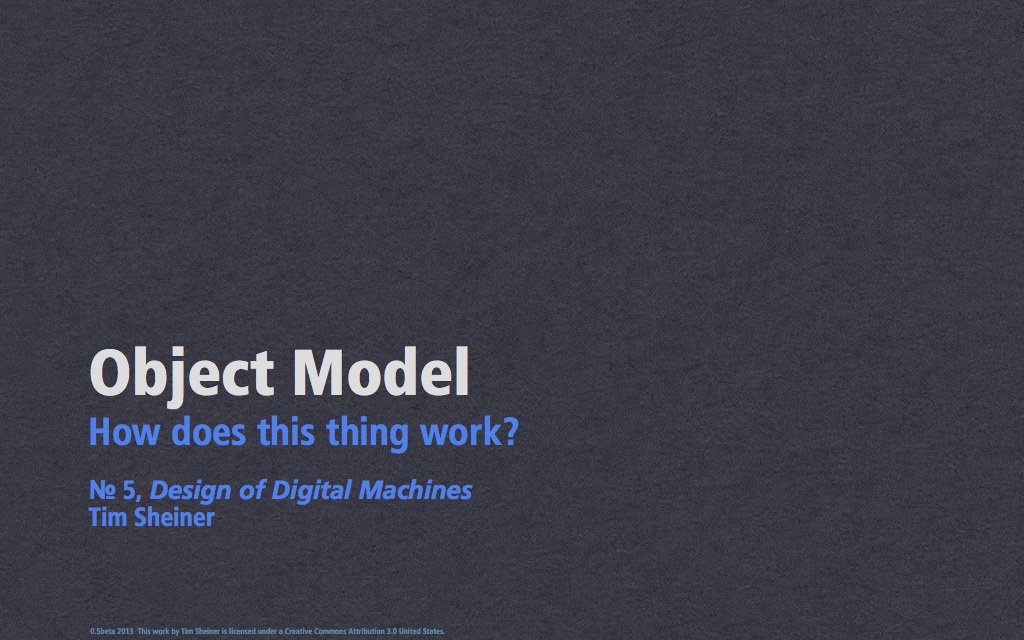 Object Model
How does this thing work?
№ 5, Design of Digital Machines
Tim Sheiner
0.5beta 2013 This work by Tim Sheiner is licensed under a Creative Commons Attribution 3.0 United States.